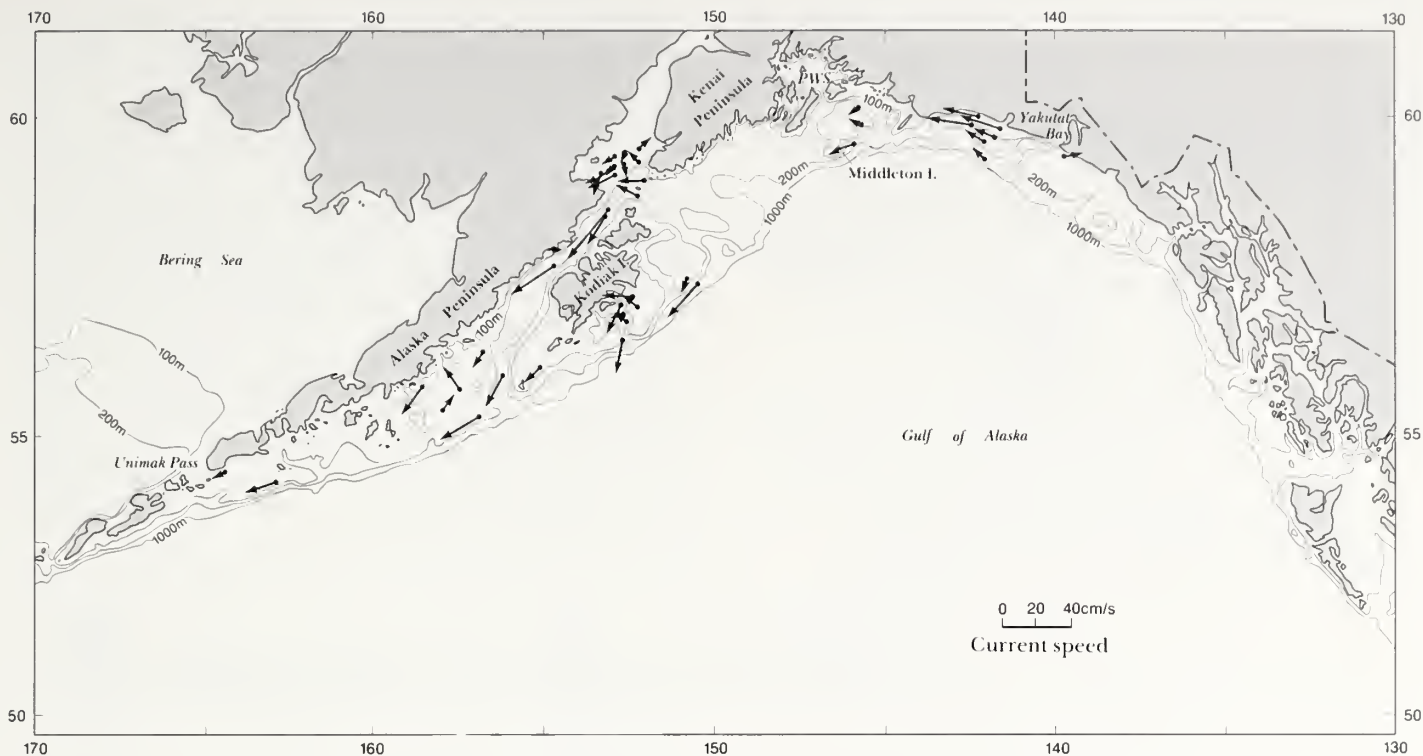 170 160 150 140 130
Kenai
Peninsula
PWS
100m
60 60
Yakutat
Bay
200m
Middleton I.
200m
1000m
1000m
Bering Sea
Kodiak I.
Alaska Peninsula
100m
100m
200m
Gulf of Alaska
55 55
Unimak Pass
1000m
0 20 40cm/s
Current speed
50 50
170 160 150 140 130